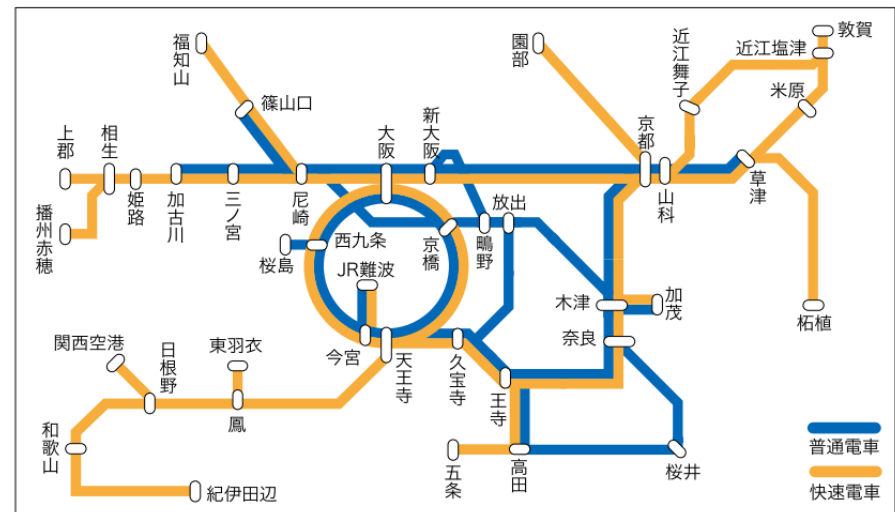 敦賀
近江塩津
近江舞子
米原
園部
福知山
篠山口
京都
新大阪
大阪
相生
上郡
播州赤穂
姫路
加古川
三ノ宮
尼崎
山科
草津
放出
鴫野
京橋
西九条
桜島
JR難波
木津
加茂
柘植
奈良
関西空港
日根野
東羽衣
今宮
天王寺
久宝寺
王寺
鳳
和歌山
紀伊田辺
五条
高田
桜井
普通電車
快速電車